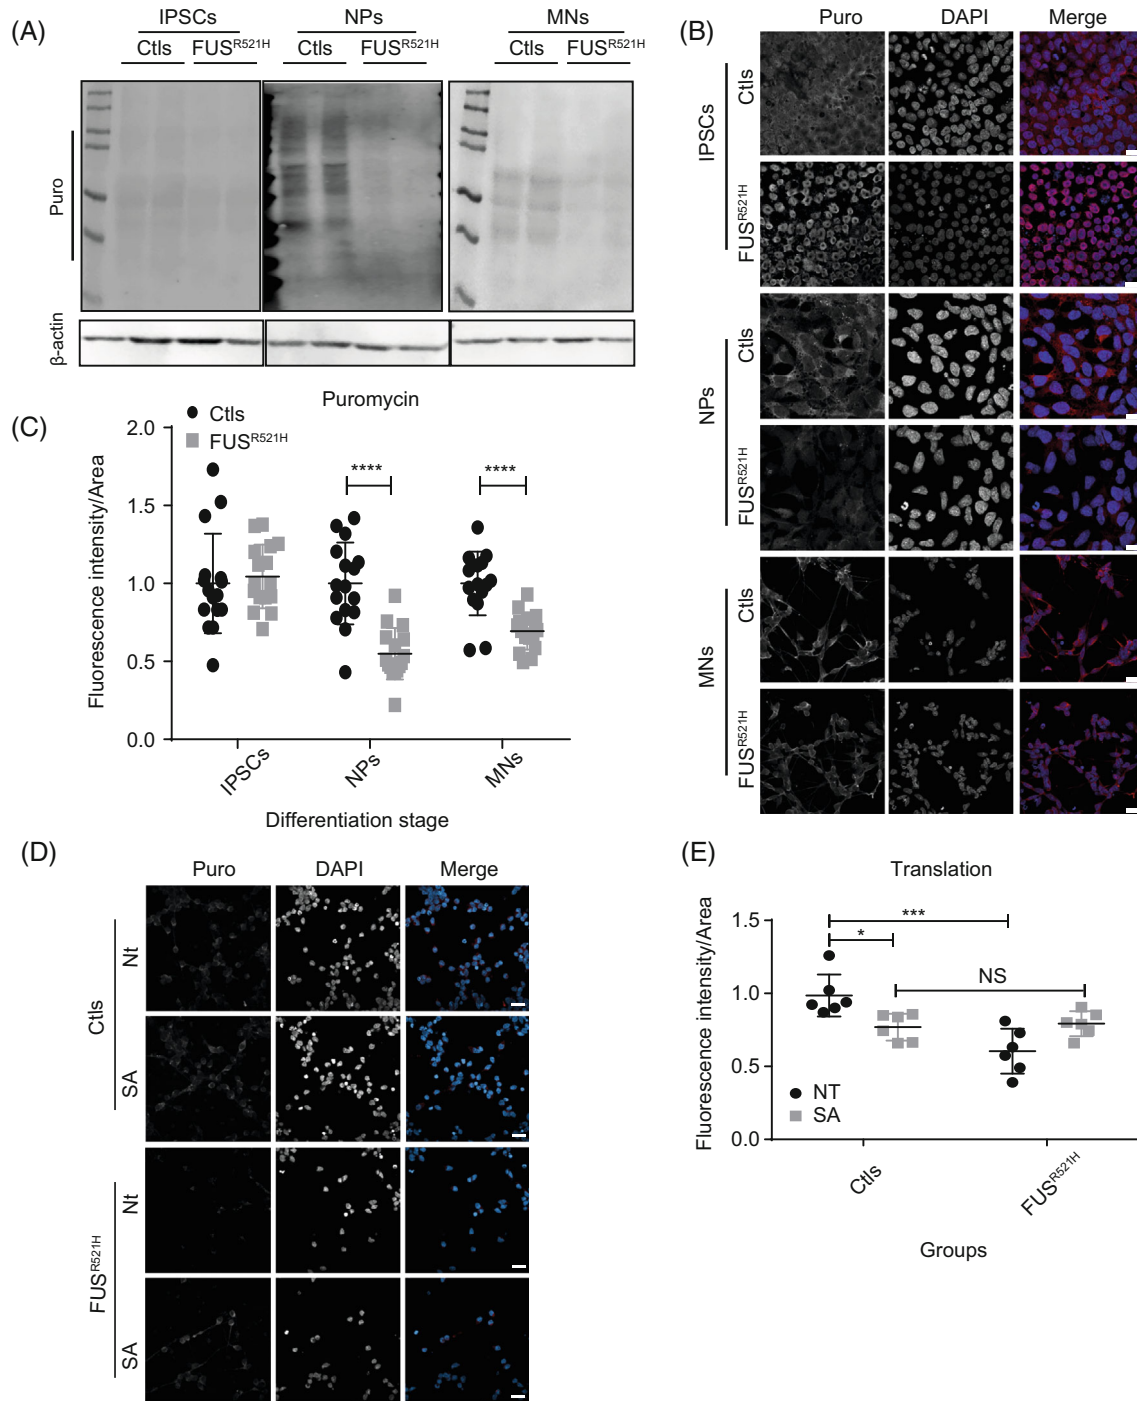 (A)
IPSCs NPs MNs
Ctls FUSR521H Ctls FUSR521H Ctls FUSR521H
Puro
β-actin
(B)
Puro DAPI Merge
IPSCs
Ctls
FUSR521H
NPs
Ctls
FUSR521H
MNs
Ctls
FUSR521H
(C)
Puromycin
Ctls
FUSR521H
Fluorescence intensity/Area
2.0
1.5
1.0
0.5
0.0
****
****
IPSCs NPs MNs
Differentiation stage
(D)
Puro DAPI Merge
Ctls
Nt
SA
FUSR521H
Nt
SA
(E)
Translation
Fluorescence intensity/Area
1.5
1.0
0.5
0.0
***
*
NS
NT
SA
Ctls FUSR521H
Groups